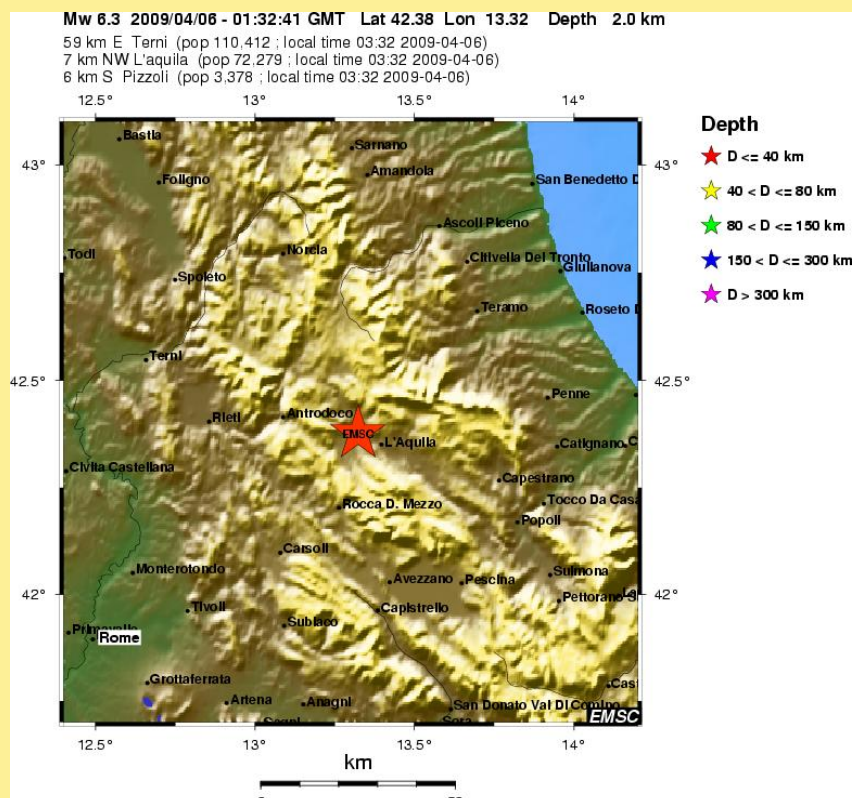 Mw 6.3 2009/04/06 - 01:32:41 GMT Lat 42.38 Lon 13.32 Depth 2.0 km
59 km E Terni (pop 110,412 ; local time 03:32 2009-04-06)
7 km NW L'aquila (pop 72,279 ; local time 03:32 2009-04-06)
6 km S Pizzoli (pop 3,378 ; local time 03:32 2009-04-06)
12.5° 13° 13.5° 14°
Depth
D <= 40 km
40 < D <= 80 km
80 < D <= 150 km
150 < D <= 300 km
D > 300 km
Bastia
Sarnano
43° 43°
Amandola
Foligno
San Benedetto D
Ascoli Piceno
Norcia
Todi
Civitella Del Tronto
Giulianova
Spoleto
Teramo
Roseto
Terni
42.5° 42.5°
Penne
Rieti
Antrodoco
EMSC
L'Aquila
Catignano
C
Civita Castellana
Capestrano
Tocco Da Casa
Rocca D. Mezzo
Popoli
Carsoli
Monterotondo
Avezzano
Pescina
Sulmona
42° 42°
Pettorano S
Tivoli
Capistrello
Subiaco
Primavalle
Rome
Grottaferrata
Cast
Artena
Anagni
San Donato Val Di Comino
EMSC
Segni
Sora
12.5° 13° 13.5° 14°
km